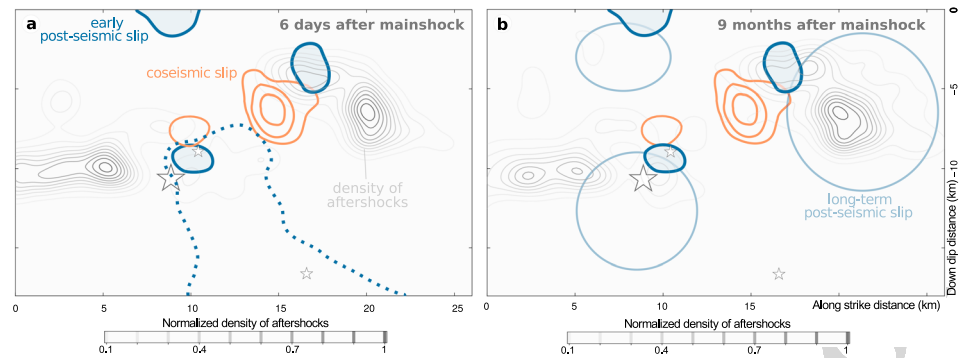 a
6 days after mainshock
early
post-seismic slip
coseismic slip
density of
aftershocks
0
5
10
15
20
25
Normalized density of aftershocks
0.1
0.4
0.7
1
b
9 months after mainshock
long-term
post-seismic slip
0
−5
−10
Down dip distance (km)
0
5
10
15
Along strike distance (km)
Normalized density of aftershocks
0.1
0.4
0.7
1